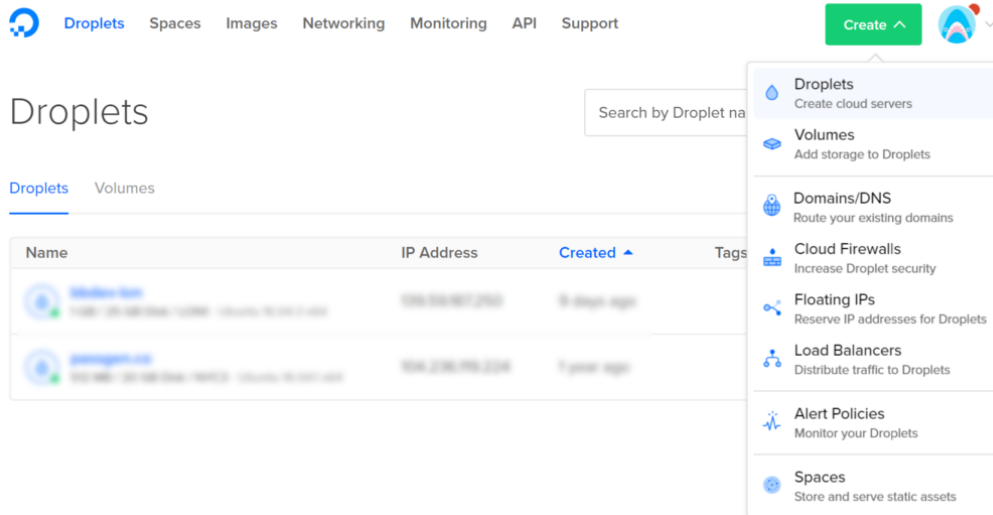 Droplets Spaces Images Networking Monitoring API Support Create
Droplets
Search by Droplet na
Droplets Volumes
Name IP Address Created Tags
Droplets
Create cloud servers
Volumes
Add storage to Droplets
Domains/DNS
Route your existing domains
Cloud Firewalls
Increase Droplet security
Floating IPs
Reserve IP addresses for Droplets
Load Balancers
Distribute traffic to Droplets
Alert Policies
Monitor your Droplets
Spaces
Store and serve static assets